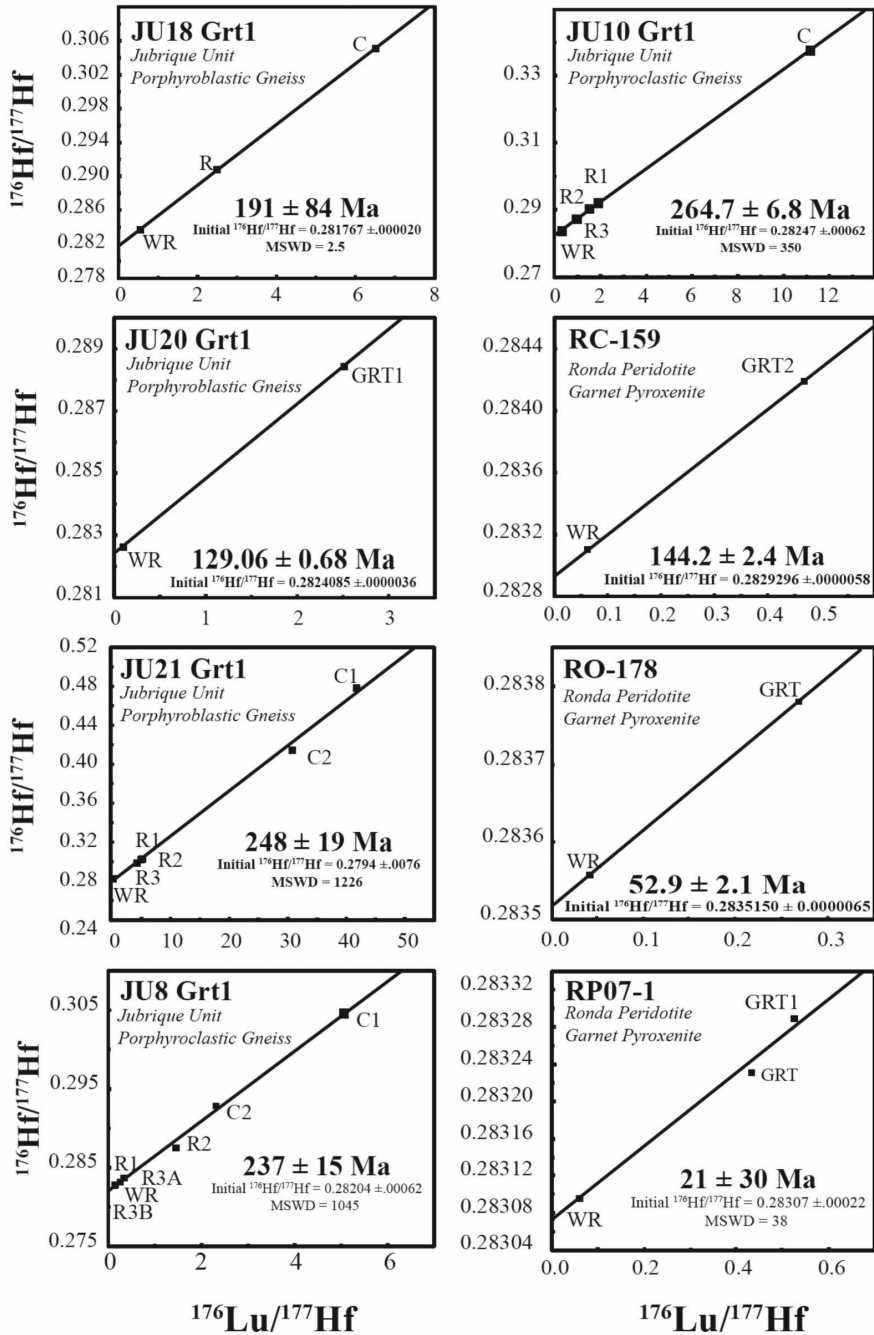 JU18 Grt1
Jubrique Unit
Porphyroblastic Gneiss
C
R
WR
191 ± 84 Ma
Initial ¹⁷⁶Hf/¹⁷⁷Hf = 0.281767 ±.000020
MSWD = 2.5
0.306
0.302
0.298
0.294
0.290
0.286
0.282
0.278
0 2 4 6 8
¹⁷⁶Hf/¹⁷⁷Hf
JU10 Grt1
Jubrique Unit
Porphyroclastic Gneiss
C
R1
R2
R3
WR
264.7 ± 6.8 Ma
Initial ¹⁷⁶Hf/¹⁷⁷Hf = 0.28247 ±.00062
MSWD = 350
0.33
0.31
0.29
0.27
0 2 4 6 8 10 12
JU20 Grt1
Jubrique Unit
Porphyroblastic Gneiss
GRT1
WR
129.06 ± 0.68 Ma
Initial ¹⁷⁶Hf/¹⁷⁷Hf = 0.2824085 ±.0000036
0.289
0.287
0.285
0.283
0.281
0 1 2 3
¹⁷⁶Hf/¹⁷⁷Hf
RC-159
Ronda Peridotite
Garnet Pyroxenite
GRT2
WR
144.2 ± 2.4 Ma
Initial ¹⁷⁶Hf/¹⁷⁷Hf = 0.2829296 ±.0000058
0.2844
0.2840
0.2836
0.2832
0.2828
0.0 0.1 0.2 0.3 0.4 0.5
JU21 Grt1
Jubrique Unit
Porphyroblastic Gneiss
C1
C2
R1
R2
R3
WR
248 ± 19 Ma
Initial ¹⁷⁶Hf/¹⁷⁷Hf = 0.2794 ±.0076
MSWD = 1226
0.52
0.48
0.44
0.40
0.36
0.32
0.28
0.24
0 10 20 30 40 50
¹⁷⁶Hf/¹⁷⁷Hf
RO-178
Ronda Peridotite
Garnet Pyroxenite
GRT
WR
52.9 ± 2.1 Ma
Initial ¹⁷⁶Hf/¹⁷⁷Hf = 0.2835150 ± 0.0000065
0.2838
0.2837
0.2836
0.2835
0.0 0.1 0.2 0.3
JU8 Grt1
Jubrique Unit
Porphyroclastic Gneiss
C1
C2
R2
R1
R3A
WR
R3B
237 ± 15 Ma
Initial ¹⁷⁶Hf/¹⁷⁷Hf = 0.28204 ±.00062
MSWD = 1045
0.305
0.295
0.285
0.275
0 2 4 6
¹⁷⁶Hf/¹⁷⁷Hf
¹⁷⁶Lu/¹⁷⁷Hf
RP07-1
Ronda Peridotite
Garnet Pyroxenite
GRT1
GRT
WR
21 ± 30 Ma
Initial ¹⁷⁶Hf/¹⁷⁷Hf = 0.28307 ±.00022
MSWD = 38
0.28332
0.28328
0.28324
0.28320
0.28316
0.28312
0.28308
0.28304
0.0 0.2 0.4 0.6
¹⁷⁶Lu/¹⁷⁷Hf